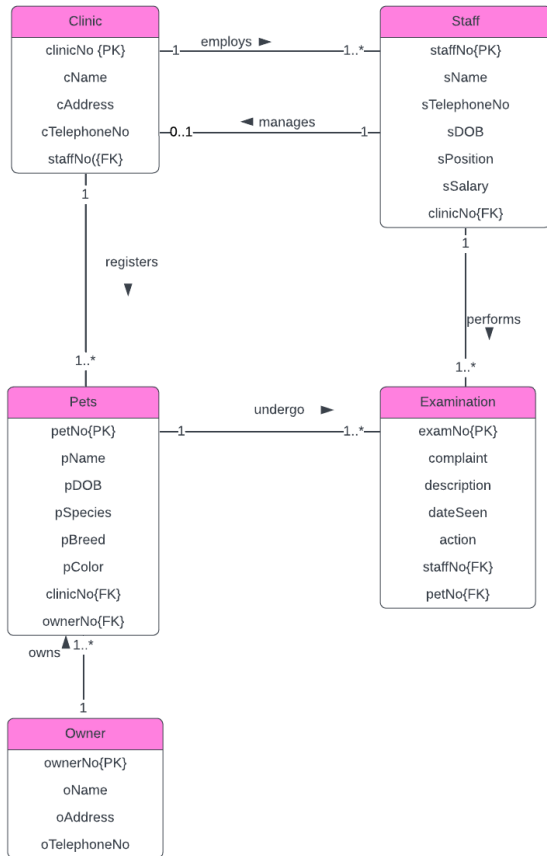 Clinic
clinicNo {PK}
cName
cAddress
cTelephoneNo
staffNo({FK}
Staff
staffNo{PK}
sName
sTelephoneNo
sDOB
sPosition
sSalary
clinicNo{FK}
1 employs 1..*
0..1 manages 1
1
registers
1..*
1
performs
1..*
Pets
petNo{PK}
pName
pDOB
pSpecies
pBreed
pColor
clinicNo{FK}
ownerNo{FK}
1 undergo 1..*
Examination
examNo{PK}
complaint
description
dateSeen
action
staffNo{FK}
petNo{FK}
owns 1..*
1
Owner
ownerNo{PK}
oName
oAddress
oTelephoneNo